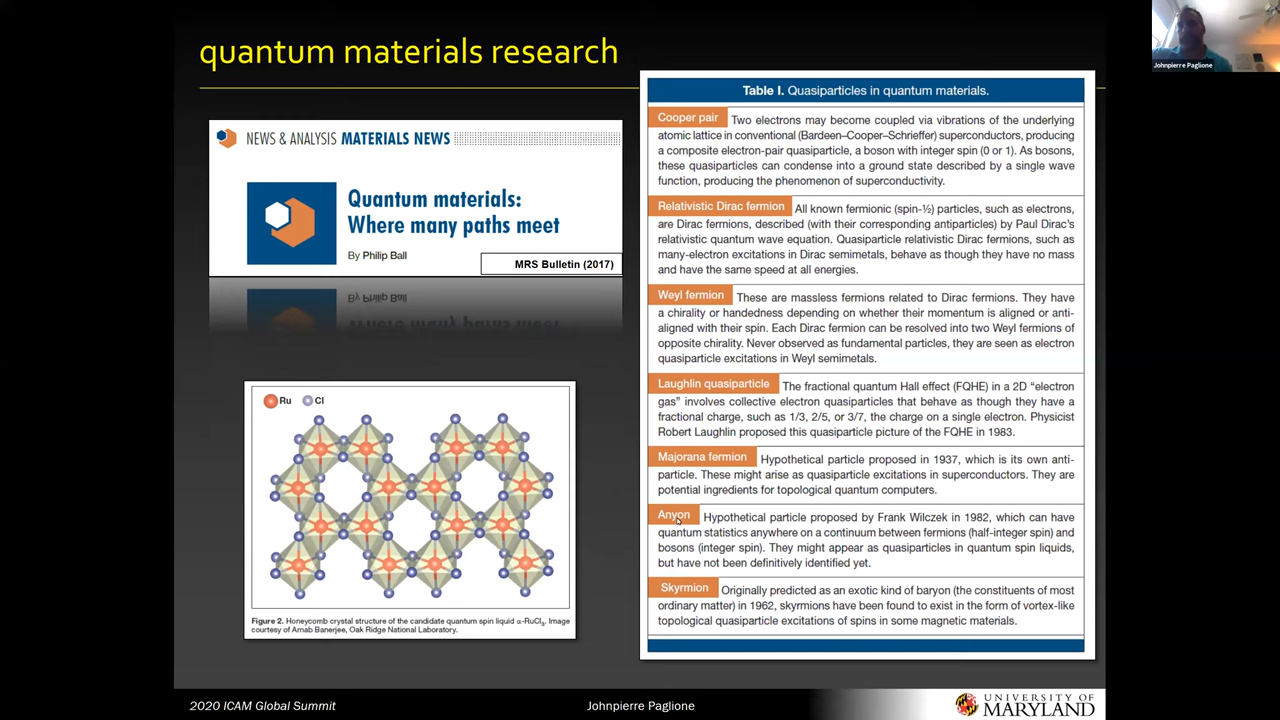 quantum materials research
Johnpierre Paglione
NEWS & ANALYSIS MATERIALS NEWS
Quantum materials:
Where many paths meet
By Philip Ball
MRS Bulletin (2017)
By Philip Ball
Where many paths meet
Ru Cl
Figure 2. Honeycomb crystal structure of the candidate quantum spin liquid α-RuCl3. Image
courtesy of Arnab Banerjee, Oak Ridge National Laboratory.
Table I. Quasiparticles in quantum materials.
Cooper pair Two electrons may become coupled via vibrations of the underlying
atomic lattice in conventional (Bardeen–Cooper–Schrieffer) superconductors, producing
a composite electron-pair quasiparticle, a boson with integer spin (0 or 1). As bosons,
these quasiparticles can condense into a ground state described by a single wave
function, producing the phenomenon of superconductivity.
Relativistic Dirac fermion All known fermionic (spin-½) particles, such as electrons,
are Dirac fermions, described (with their corresponding antiparticles) by Paul Dirac's
relativistic quantum wave equation. Quasiparticle relativistic Dirac fermions, such as
many-electron excitations in Dirac semimetals, behave as though they have no mass
and have the same speed at all energies.
Weyl fermion These are massless fermions related to Dirac fermions. They have
a chirality or handedness depending on whether their momentum is aligned or anti-
aligned with their spin. Each Dirac fermion can be resolved into two Weyl fermions of
opposite chirality. Never observed as fundamental particles, they are seen as electron
quasiparticle excitations in Weyl semimetals.
Laughlin quasiparticle The fractional quantum Hall effect (FQHE) in a 2D “electron
gas” involves collective electron quasiparticles that behave as though they have a
fractional charge, such as 1/3, 2/5, or 3/7, the charge on a single electron. Physicist
Robert Laughlin proposed this quasiparticle picture of the FQHE in 1983.
Majorana fermion Hypothetical particle proposed in 1937, which is its own anti-
particle. These might arise as quasiparticle excitations in superconductors. They are
potential ingredients for topological quantum computers.
Anyon Hypothetical particle proposed by Frank Wilczek in 1982, which can have
quantum statistics anywhere on a continuum between fermions (half-integer spin) and
bosons (integer spin). They might appear as quasiparticles in quantum spin liquids,
but have not been definitively identified yet.
Skyrmion Originally predicted as an exotic kind of baryon (the constituents of most
ordinary matter) in 1962, skyrmions have been found to exist in the form of vortex-like
topological quasiparticle excitations of spins in some magnetic materials.
2020 ICAM Global Summit
Johnpierre Paglione
UNIVERSITY OF
MARYLAND